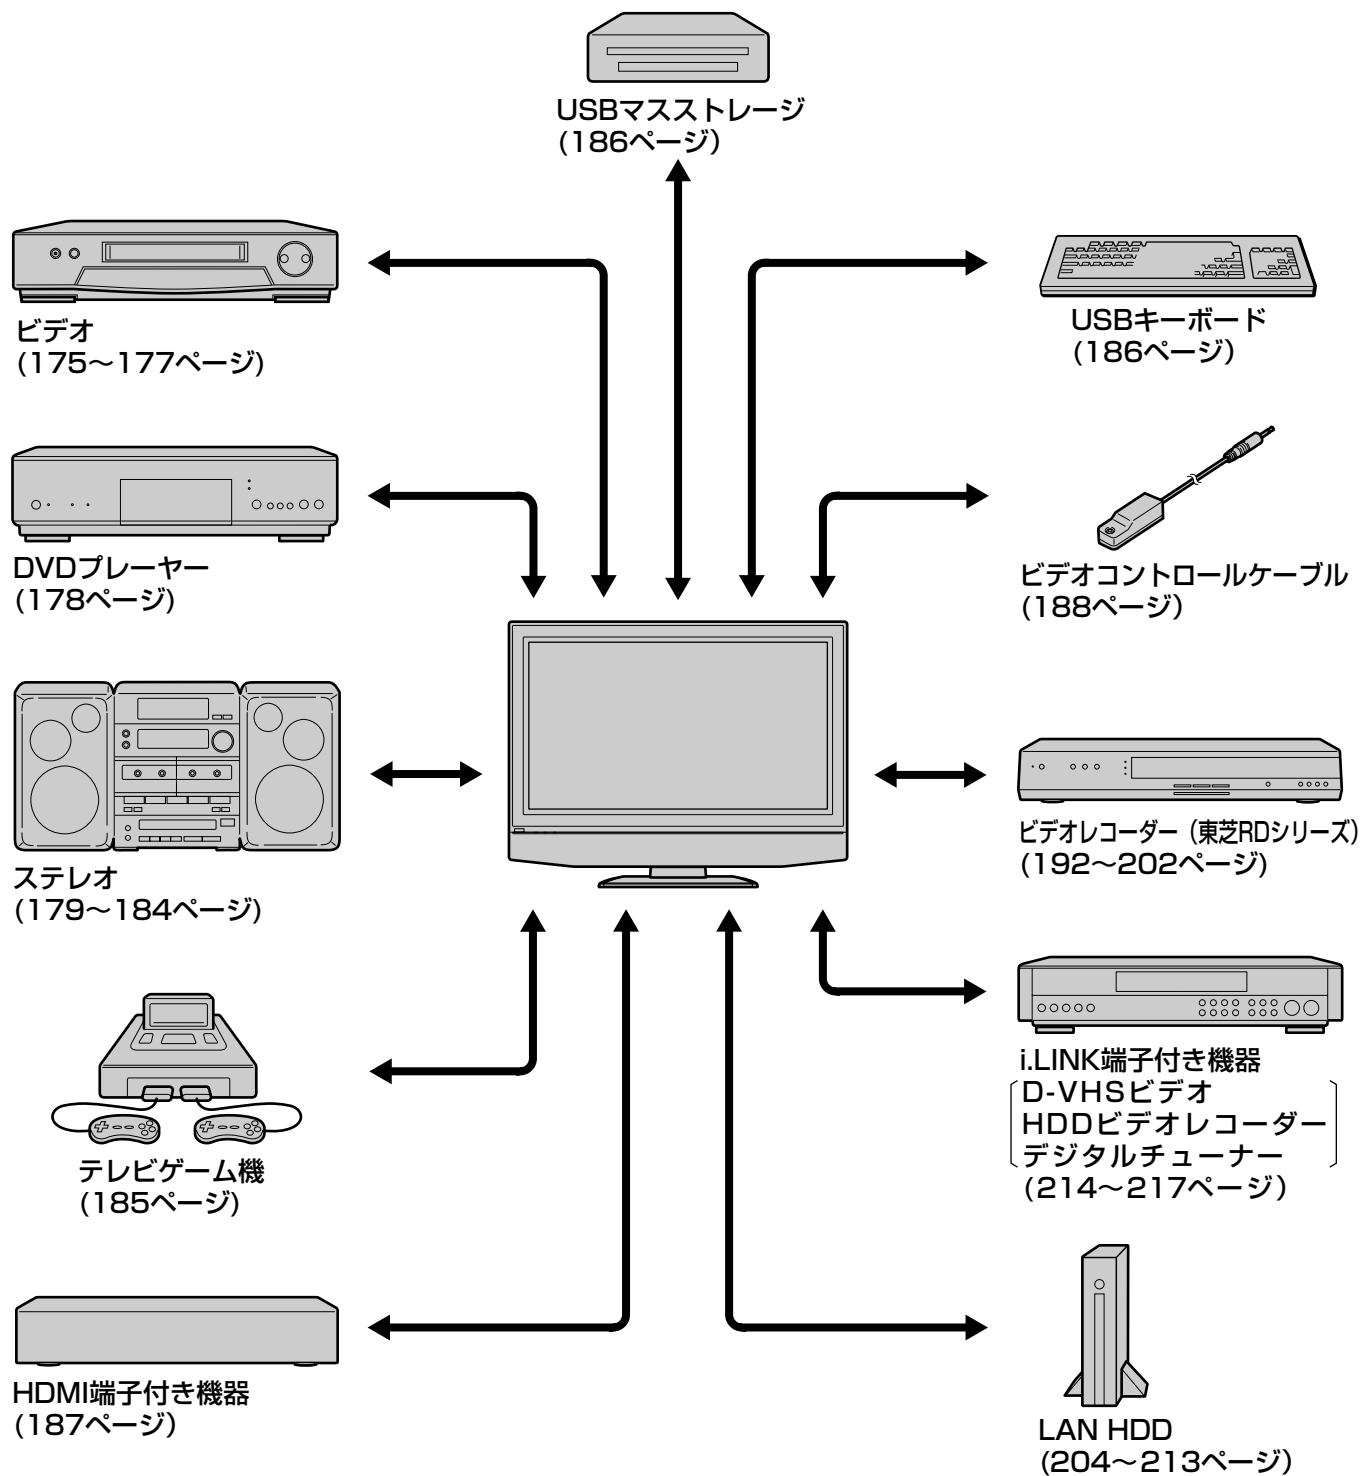 USBマスストレージ
(186ページ）
ビデオ
(175～177ページ)
USBキーボード
(186ページ）
DVDプレーヤー
(178ページ)
ビデオコントロールケーブル
(188ページ）
ステレオ
(179～184ページ)
ビデオレコーダー（東芝RDシリーズ）
(192～202ページ)
テレビゲーム機
(185ページ)
i.LINK端子付き機器
D-VHSビデオ
HDDビデオレコーダー
デジタルチューナー
(214～217ページ）
HDMI端子付き機器
(187ページ）
LAN HDD
(204～213ページ）